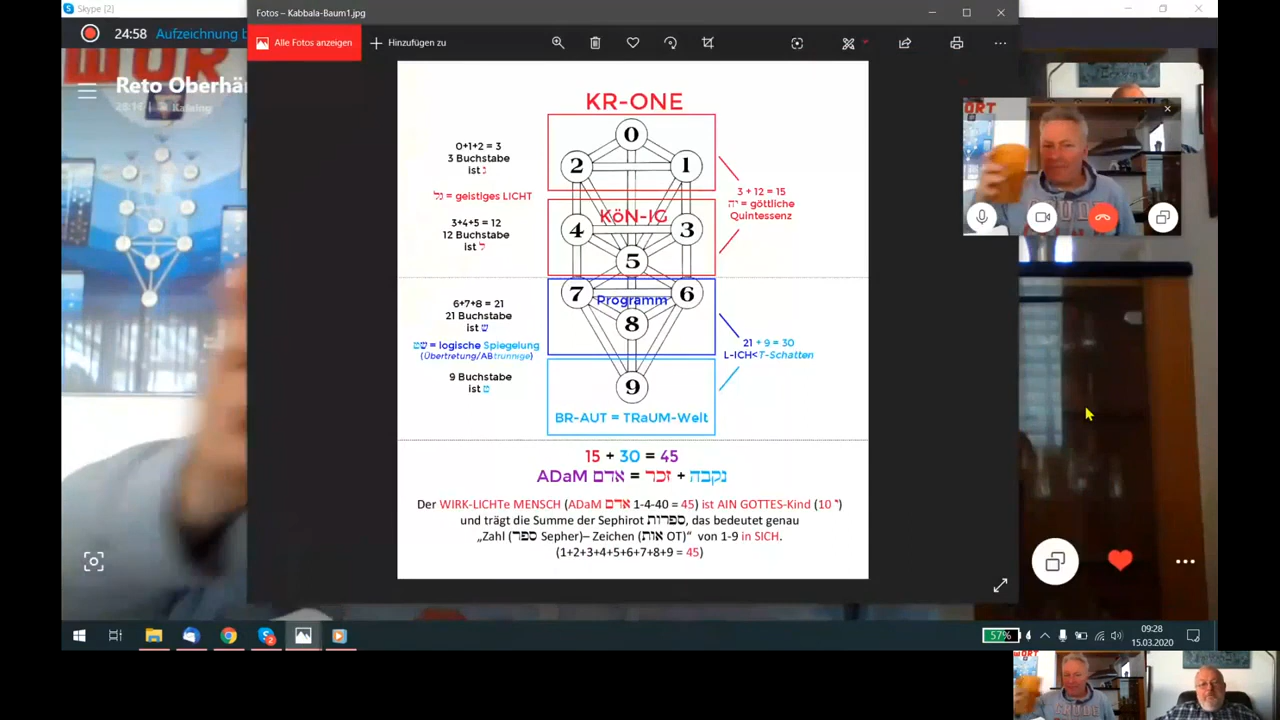 Skype [2]
Fotos – Kabbala-Baum1.jpg
24:58
Aufzeichnung b
Alle Fotos anzeigen
Hinzufügen zu
WORT
Reto Oberhän
KR-ONE
0
2
1
0+1+2 = 3
3 Buchstabe
ist ג
גל = geistiges LICHT
3+4+5 = 12
12 Buchstabe
ist ל
KöN-IG
4
3
5
3 + 12 = 15
יה = göttliche
Quintessenz
7
6
Programm
8
6+7+8 = 21
21 Buchstabe
ist ש
שט = logische Spiegelung
(Übertretung/ABtrunnige)
9 Buchstabe
ist ט
21 + 9 = 30
L-ICH<T-Schatten
9
BR-AUT = TRaUM-Welt
15 + 30 = 45
ADaM אדם = זכר + נקבה
Der WIRK-LICHTe MENSCH (ADaM אדם 1-4-40 = 45) ist AIN GOTTES-Kind (10 י)
und trägt die Summe der Sephirot ספרות, das bedeutet genau
„Zahl (ספר Sepher)– Zeichen (אות OT)“ von 1-9 in SICH.
(1+2+3+4+5+6+7+8+9 = 45)
57%
09:28
15.03.2020